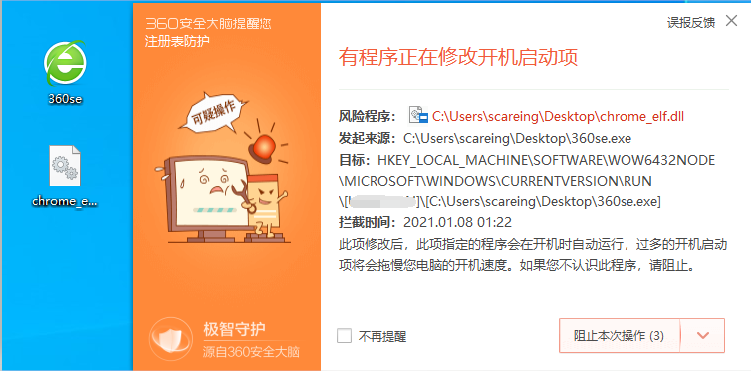 360se
chrome_e...
360安全大脑提醒您
注册表防护
可疑操作
极智守护
源自360安全大脑
误报反馈
有程序正在修改开机启动项
风险程序： C:\Users\scareing\Desktop\chrome_elf.dll
发起来源：C:\Users\scareing\Desktop\360se.exe
目标：HKEY_LOCAL_MACHINE\SOFTWARE\WOW6432NODE
\MICROSOFT\WINDOWS\CURRENTVERSION\RUN
\[C:\Users\scareing\Desktop\360se.exe]
拦截时间：2021.01.08 01:22
此项修改后，此项指定的程序会在开机时自动运行，过多的开机启动
项将会拖慢您电脑的开机速度。如果您不认识此程序，请阻止。
不再提醒
阻止本次操作 (3)